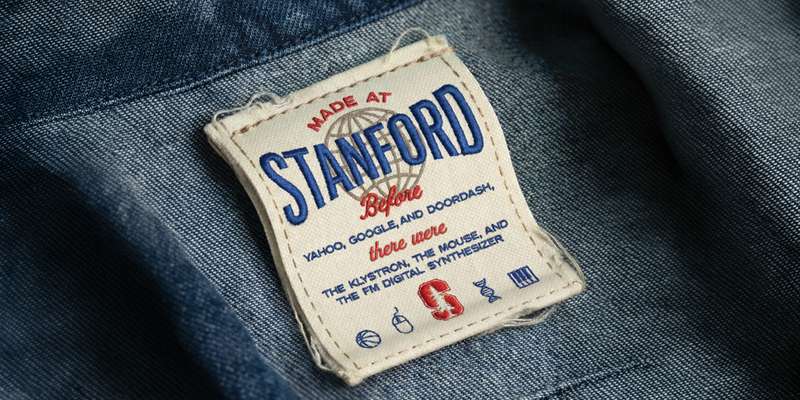 MADE AT
STANFORD
Before
YAHOO, GOOGLE, AND DOORDASH,
there were
THE KLYSTRON, THE MOUSE, AND
THE FM DIGITAL SYNTHESIZER
S